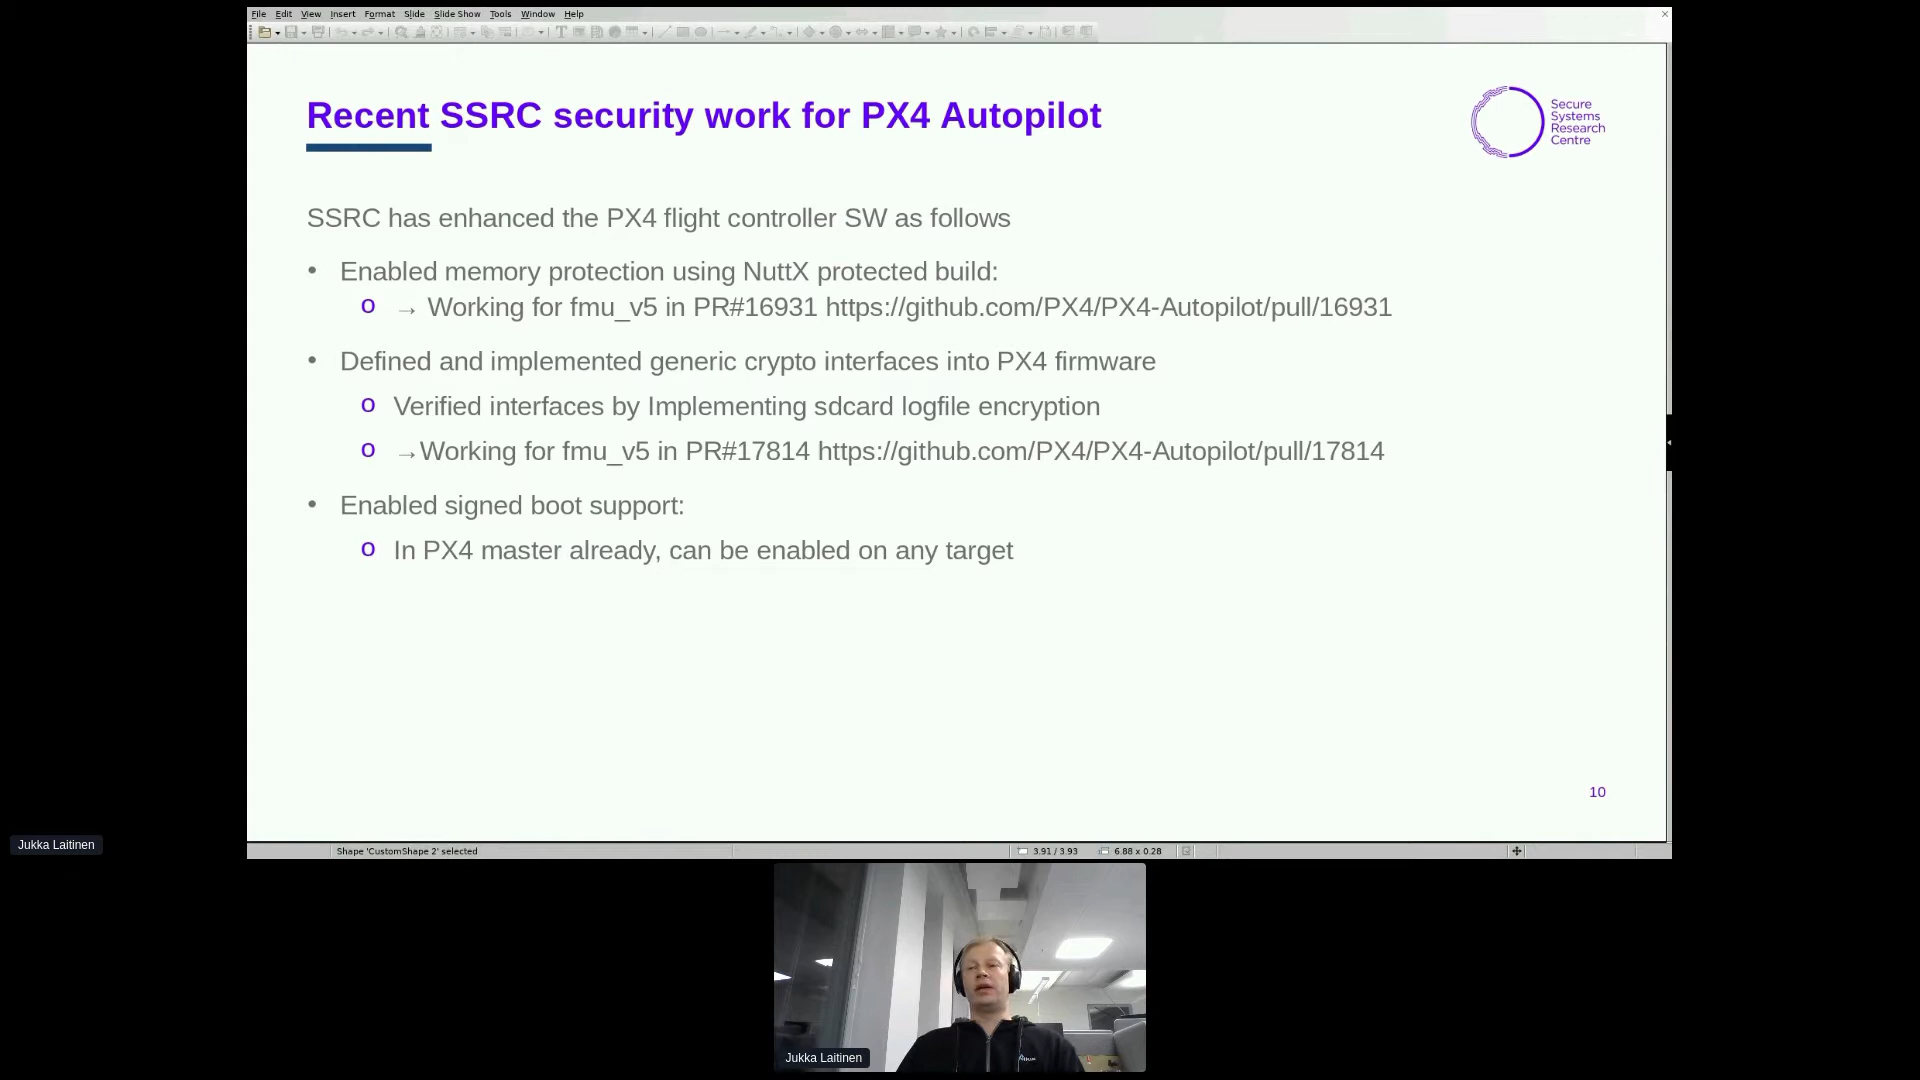 File Edit View Insert Format Slide Slide Show Tools Window Help
Recent SSRC security work for PX4 Autopilot
Secure
Systems
Research
Centre
SSRC has enhanced the PX4 flight controller SW as follows
• Enabled memory protection using NuttX protected build:
o → Working for fmu_v5 in PR#16931 https://github.com/PX4/PX4-Autopilot/pull/16931
• Defined and implemented generic crypto interfaces into PX4 firmware
o Verified interfaces by Implementing sdcard logfile encryption
o →Working for fmu_v5 in PR#17814 https://github.com/PX4/PX4-Autopilot/pull/17814
• Enabled signed boot support:
o In PX4 master already, can be enabled on any target
10
Jukka Laitinen
Shape 'CustomShape 2' selected 3.91 / 3.93 6.88 x 0.28
Jukka Laitinen